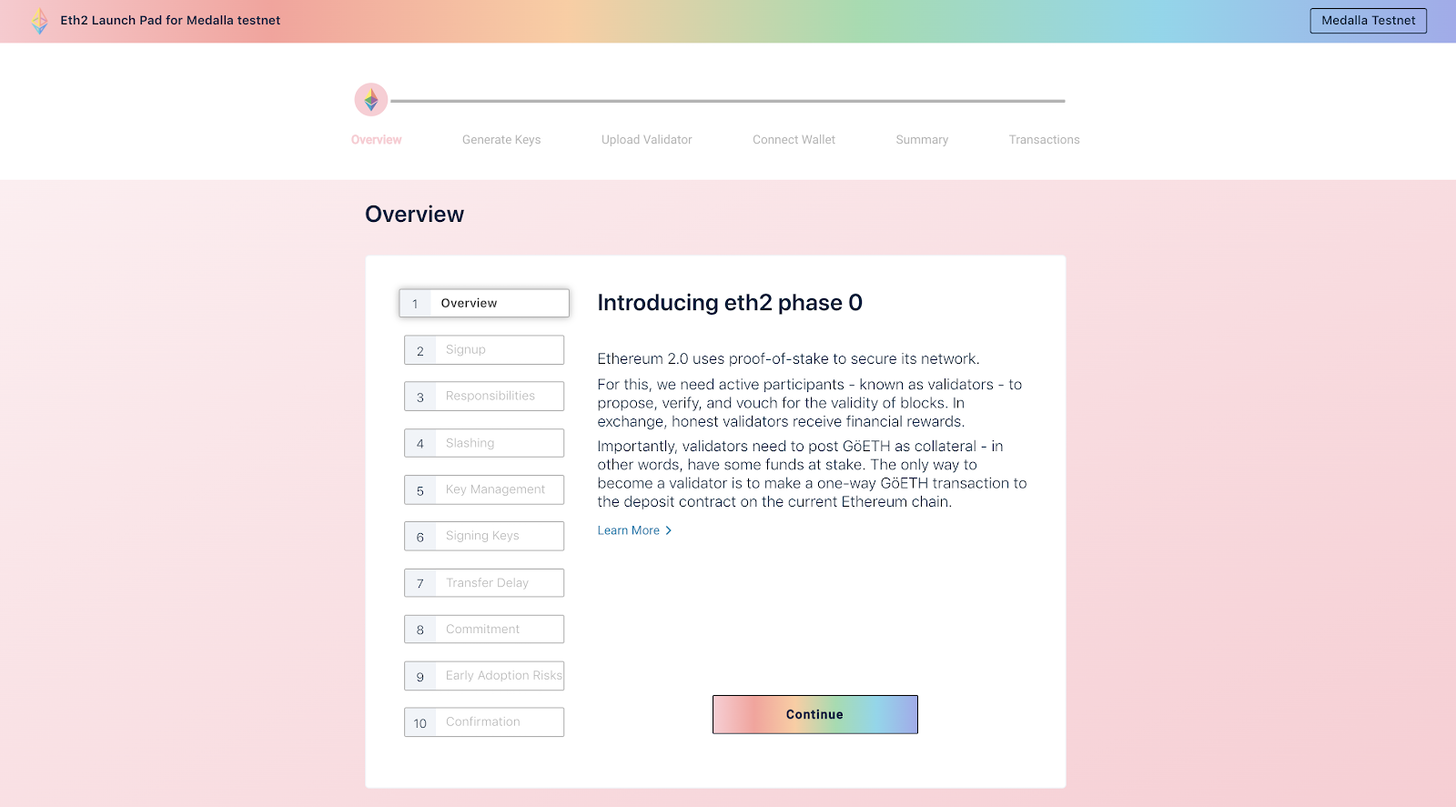 Eth2 Launch Pad for Medalla testnet
Medalla Testnet
Overview
Generate Keys
Upload Validator
Connect Wallet
Summary
Transactions
Overview
1 Overview
2 Signup
3 Responsibilities
4 Slashing
5 Key Management
6 Signing Keys
7 Transfer Delay
8 Commitment
9 Early Adoption Risks
10 Confirmation
Introducing eth2 phase 0
Ethereum 2.0 uses proof-of-stake to secure its network.
For this, we need active participants - known as validators - to
propose, verify, and vouch for the validity of blocks. In
exchange, honest validators receive financial rewards.
Importantly, validators need to post GöETH as collateral - in
other words, have some funds at stake. The only way to
become a validator is to make a one-way GöETH transaction to
the deposit contract on the current Ethereum chain.
Learn More
Continue